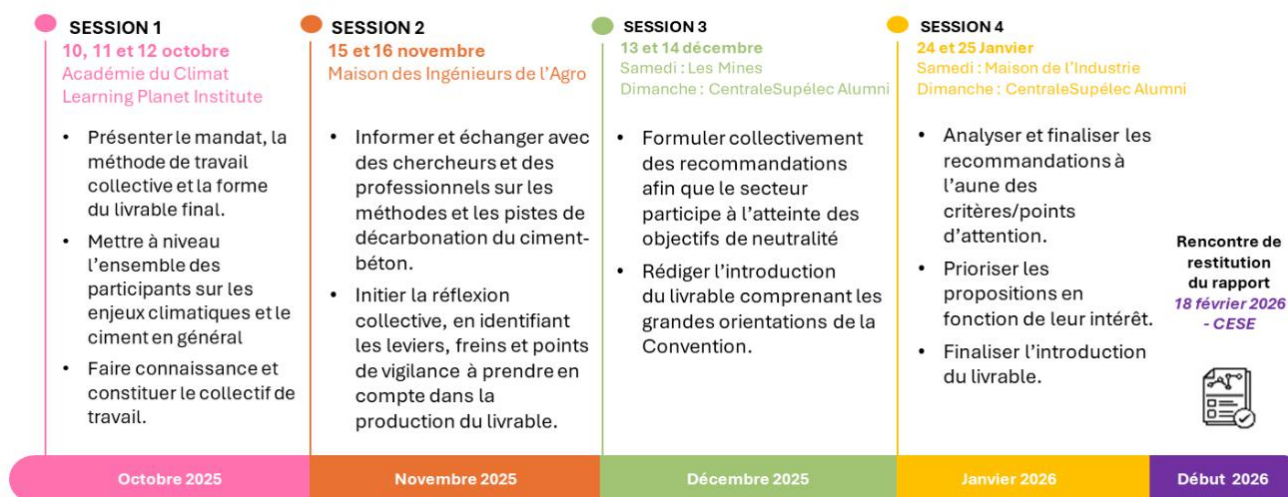 SESSION 1
10, 11 et 12 octobre
Académie du Climat
Learning Planet Institute
• Présenter le mandat, la
méthode de travail
collective et la forme
du livrable final.
• Mettre à niveau
l'ensemble des
participants sur les
enjeux climatiques et le
ciment en général
• Faire connaissance et
constituer le collectif de
travail.
SESSION 2
15 et 16 novembre
Maison des Ingénieurs de l'Agro
• Informer et échanger avec
des chercheurs et des
professionnels sur les
méthodes et les pistes de
décarbonation du ciment-
béton.
• Initier la réflexion
collective, en identifiant
les leviers, freins et points
de vigilance à prendre en
compte dans la
production du livrable.
SESSION 3
13 et 14 décembre
Samedi : Les Mines
Dimanche : CentraleSupélec Alumni
• Formuler collectivement
des recommandations
afin que le secteur
participe à l'atteinte des
objectifs de neutralité
• Rédiger l'introduction
du livrable comprenant les
grandes orientations de la
Convention.
SESSION 4
24 et 25 Janvier
Samedi : Maison de l'Industrie
Dimanche : CentraleSupélec Alumni
• Analyser et finaliser les
recommandations à
l'aune des
critères/points
d'attention.
• Prioriser les
propositions en
fonction de leur intérêt.
• Finaliser l'introduction
du livrable.
Rencontre de
restitution
du rapport
18 février 2026
- CESE
Octobre 2025
Novembre 2025
Décembre 2025
Janvier 2026
Début 2026